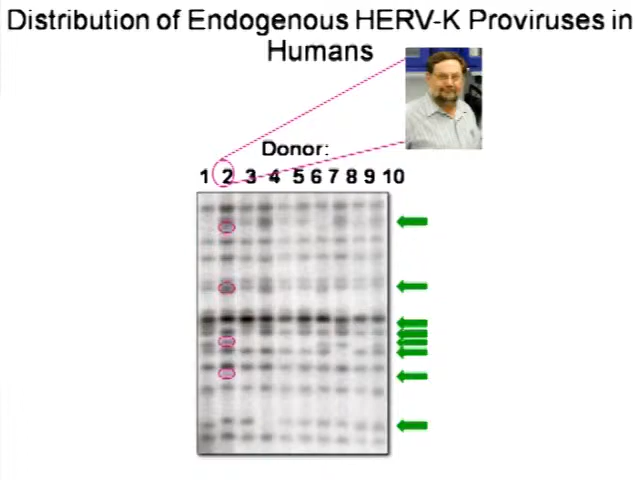 Distribution of Endogenous HERV-K Proviruses in
Humans
Donor:
1 2 3 4 5 6 7 8 9 10